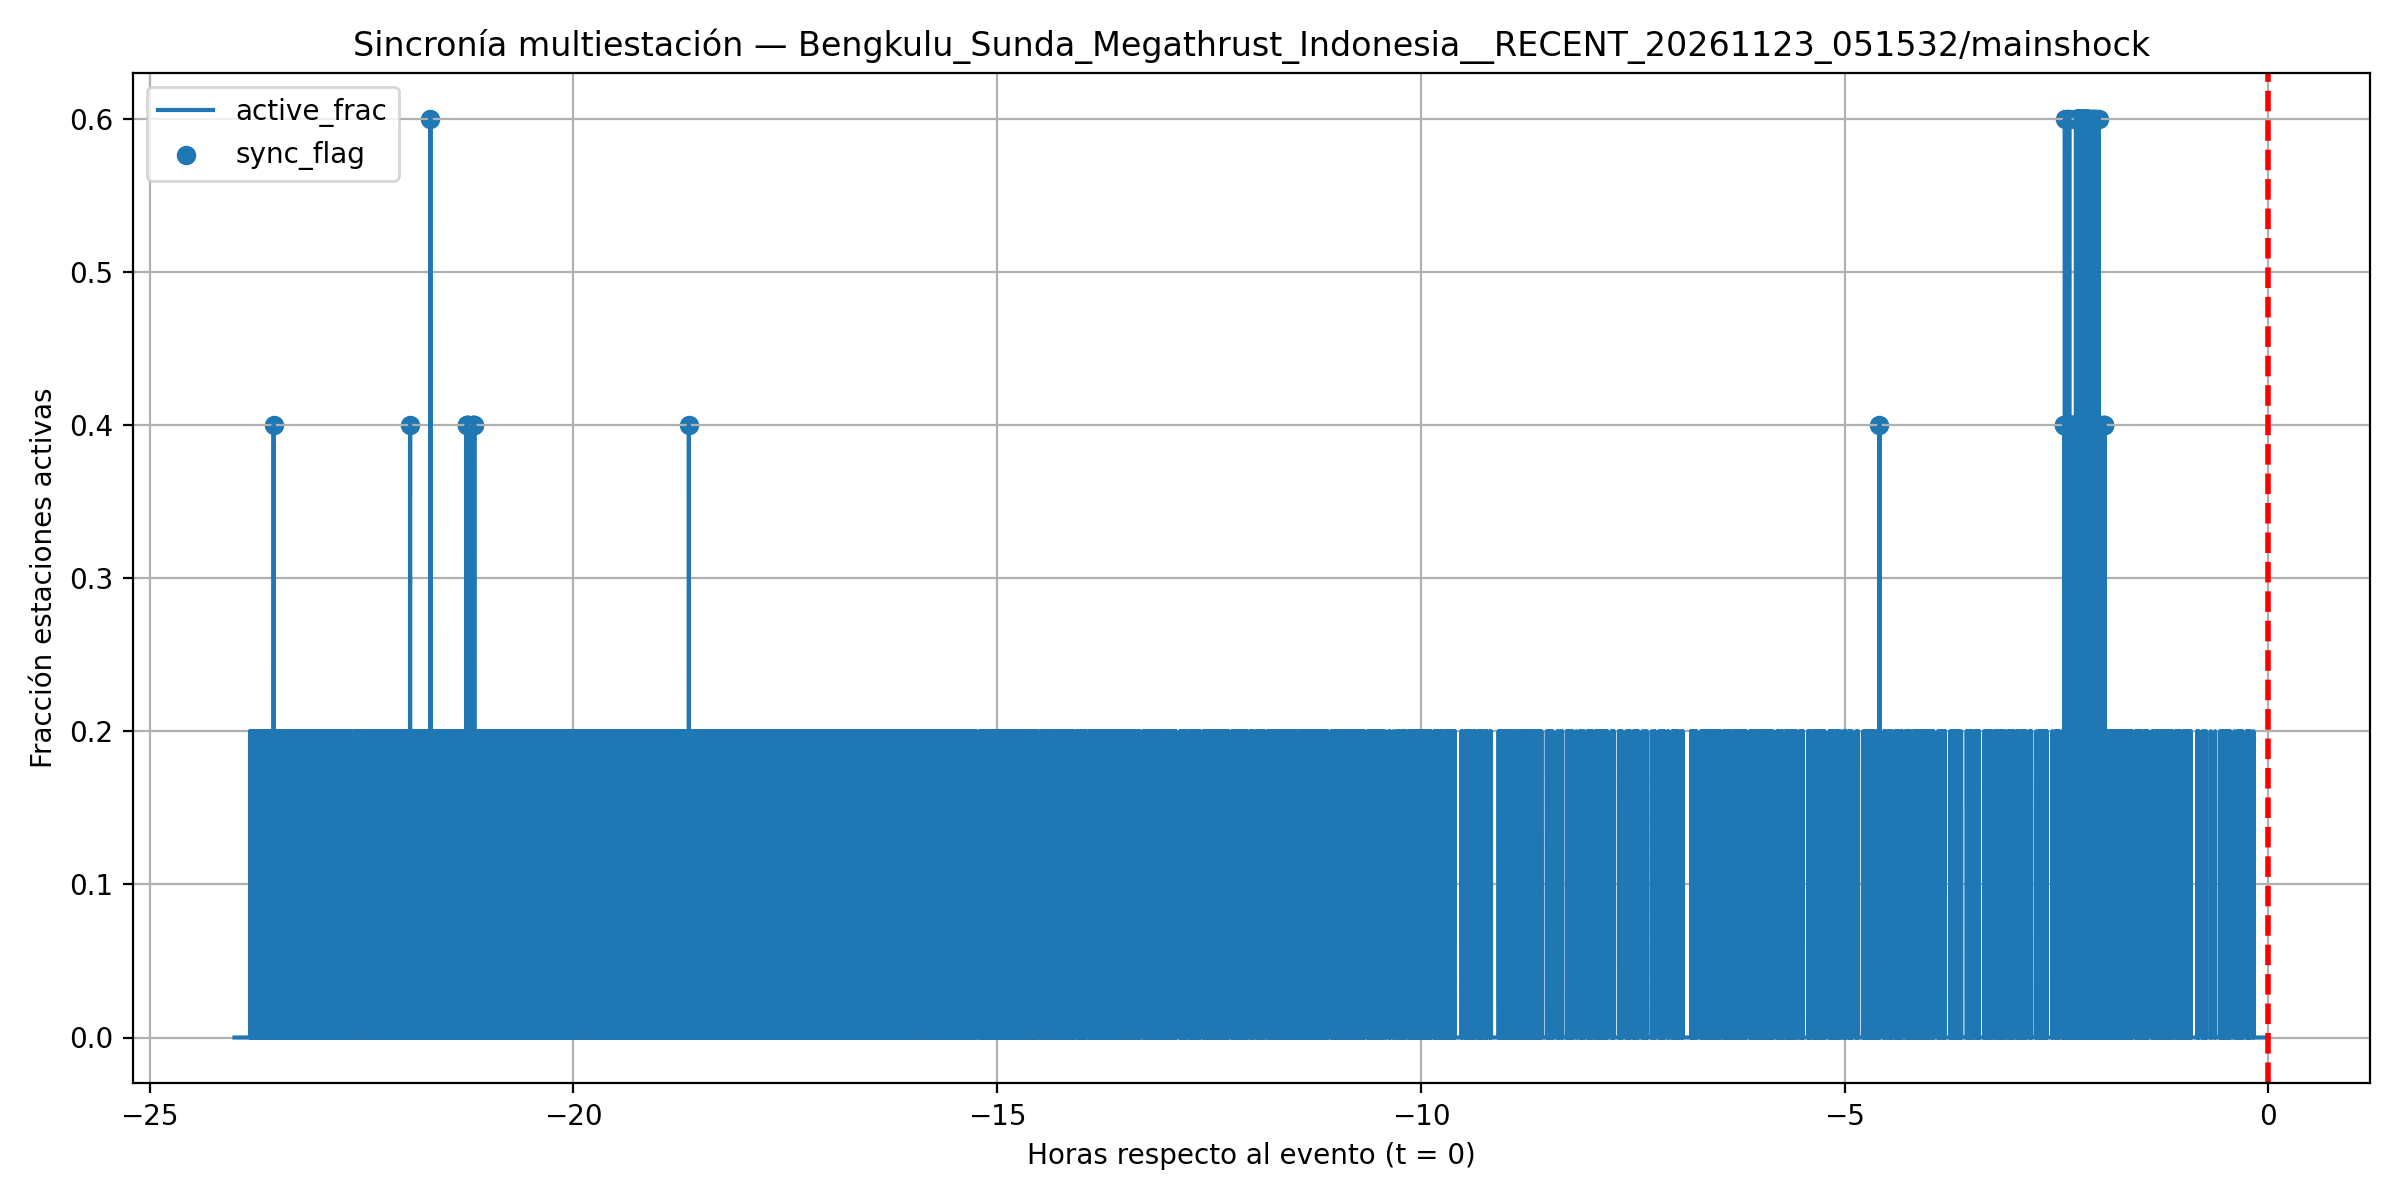 Sincronía multiestación — Bengkulu_Sunda_Megathrust_Indonesia__RECENT_20261123_051532/mainshock
active_frac
sync_flag
Fracción estaciones activas
0.6
0.5
0.4
0.3
0.2
0.1
0.0
−25 −20 −15 −10 −5 0
Horas respecto al evento (t = 0)